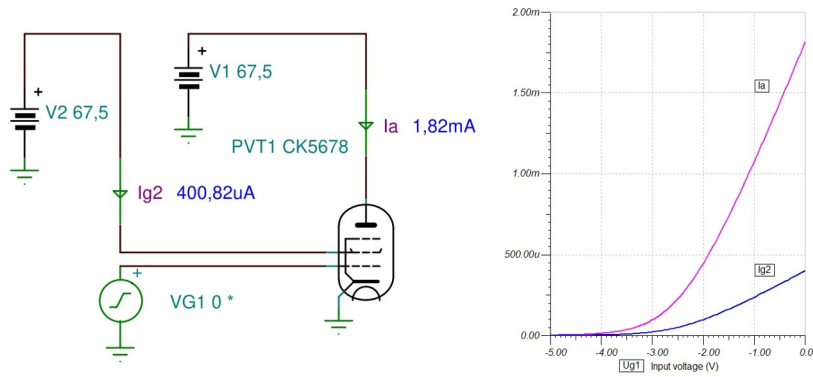 +
V2 67,5
+
V1 67,5
PVT1 CK5678
Ia 1,82mA
Ig2 400,82uA
+
VG1 0 *
2.00m
1.50m
1.00m
500.00u
0.00
Ia
Ig2
-5.00 -4.00 -3.00 -2.00 -1.00 0.0
Ug1 Input voltage (V)